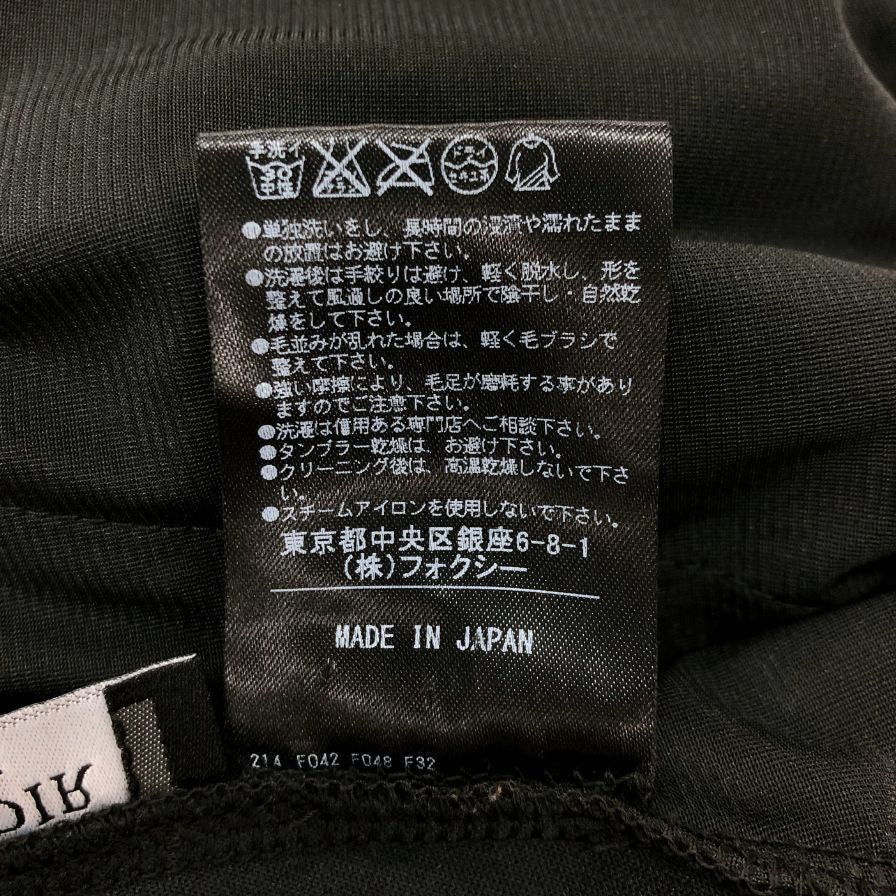 手洗イ
中性
エンソ
サラシ
ドライ
セキユ系
●単独洗いをし、長時間の浸漬や濡れたまま
の放置はお避け下さい。
●洗濯後は手絞りは避け、軽く脱水し、形を
整えて風通しの良い場所で陰干し・自然乾
燥をして下さい。
●毛並みが乱れた場合は、軽く毛ブラシで
整えて下さい。
●強い摩擦により、毛足が磨耗する事があり
ますのでご注意下さい。
●洗濯は信用ある専門店へご相談下さい。
●タンブラー乾燥は、お避け下さい。
●クリーニング後は、高温乾燥しないで下さ
い。
●スチームアイロンを使用しないで下さい。
東京都中央区銀座6-8-1
(株)フォクシー
MADE IN JAPAN
214 F042 F048 F32
OIR